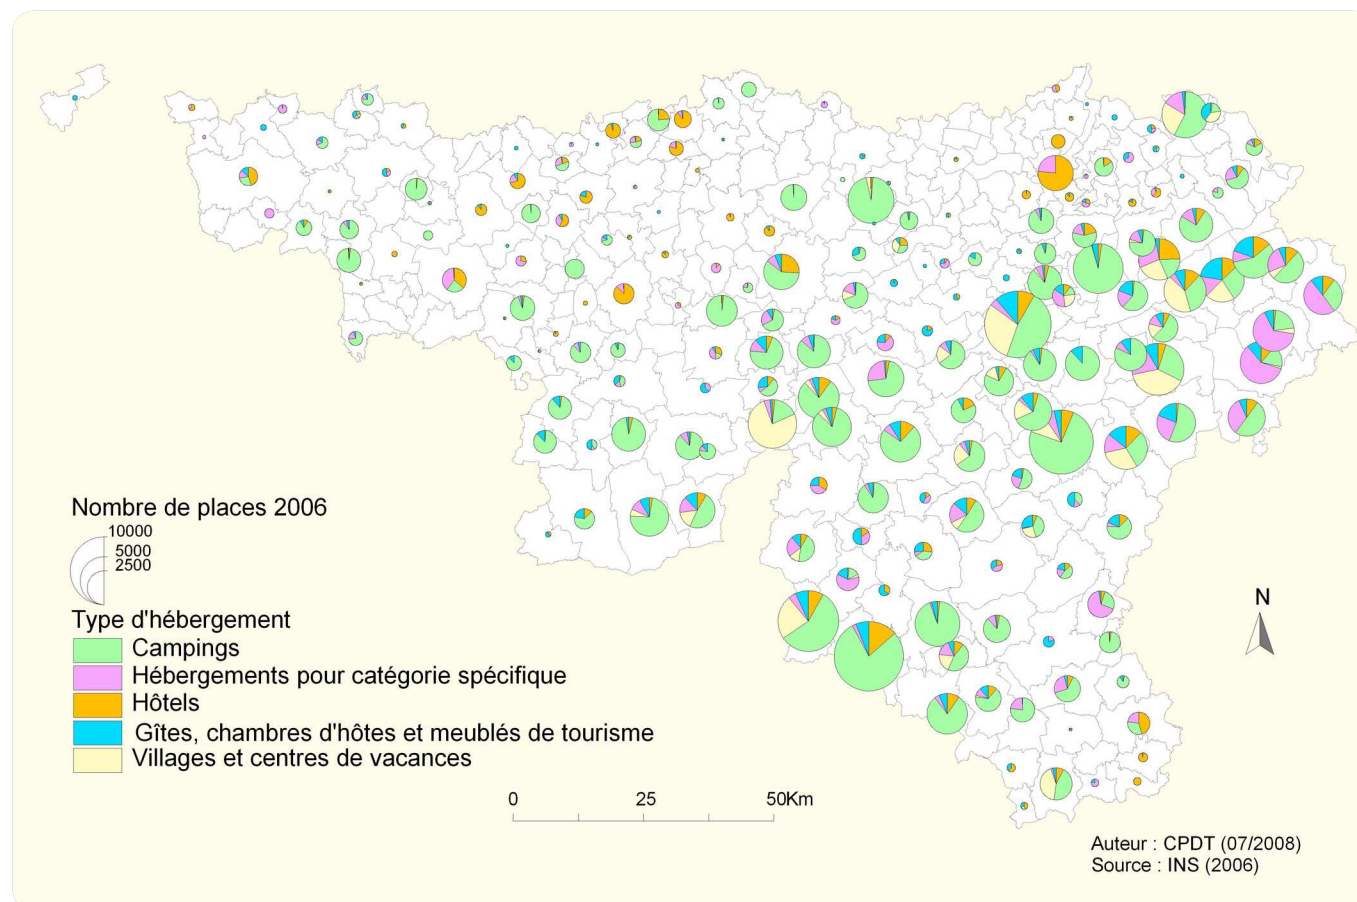 Nombre de places 2006
10000
5000
2500
Type d'hébergement
Campings
Hébergements pour catégorie spécifique
Hôtels
Gîtes, chambres d'hôtes et meublés de tourisme
Villages et centres de vacances
N
0 25 50Km
Auteur : CPDT (07/2008)
Source : INS (2006)